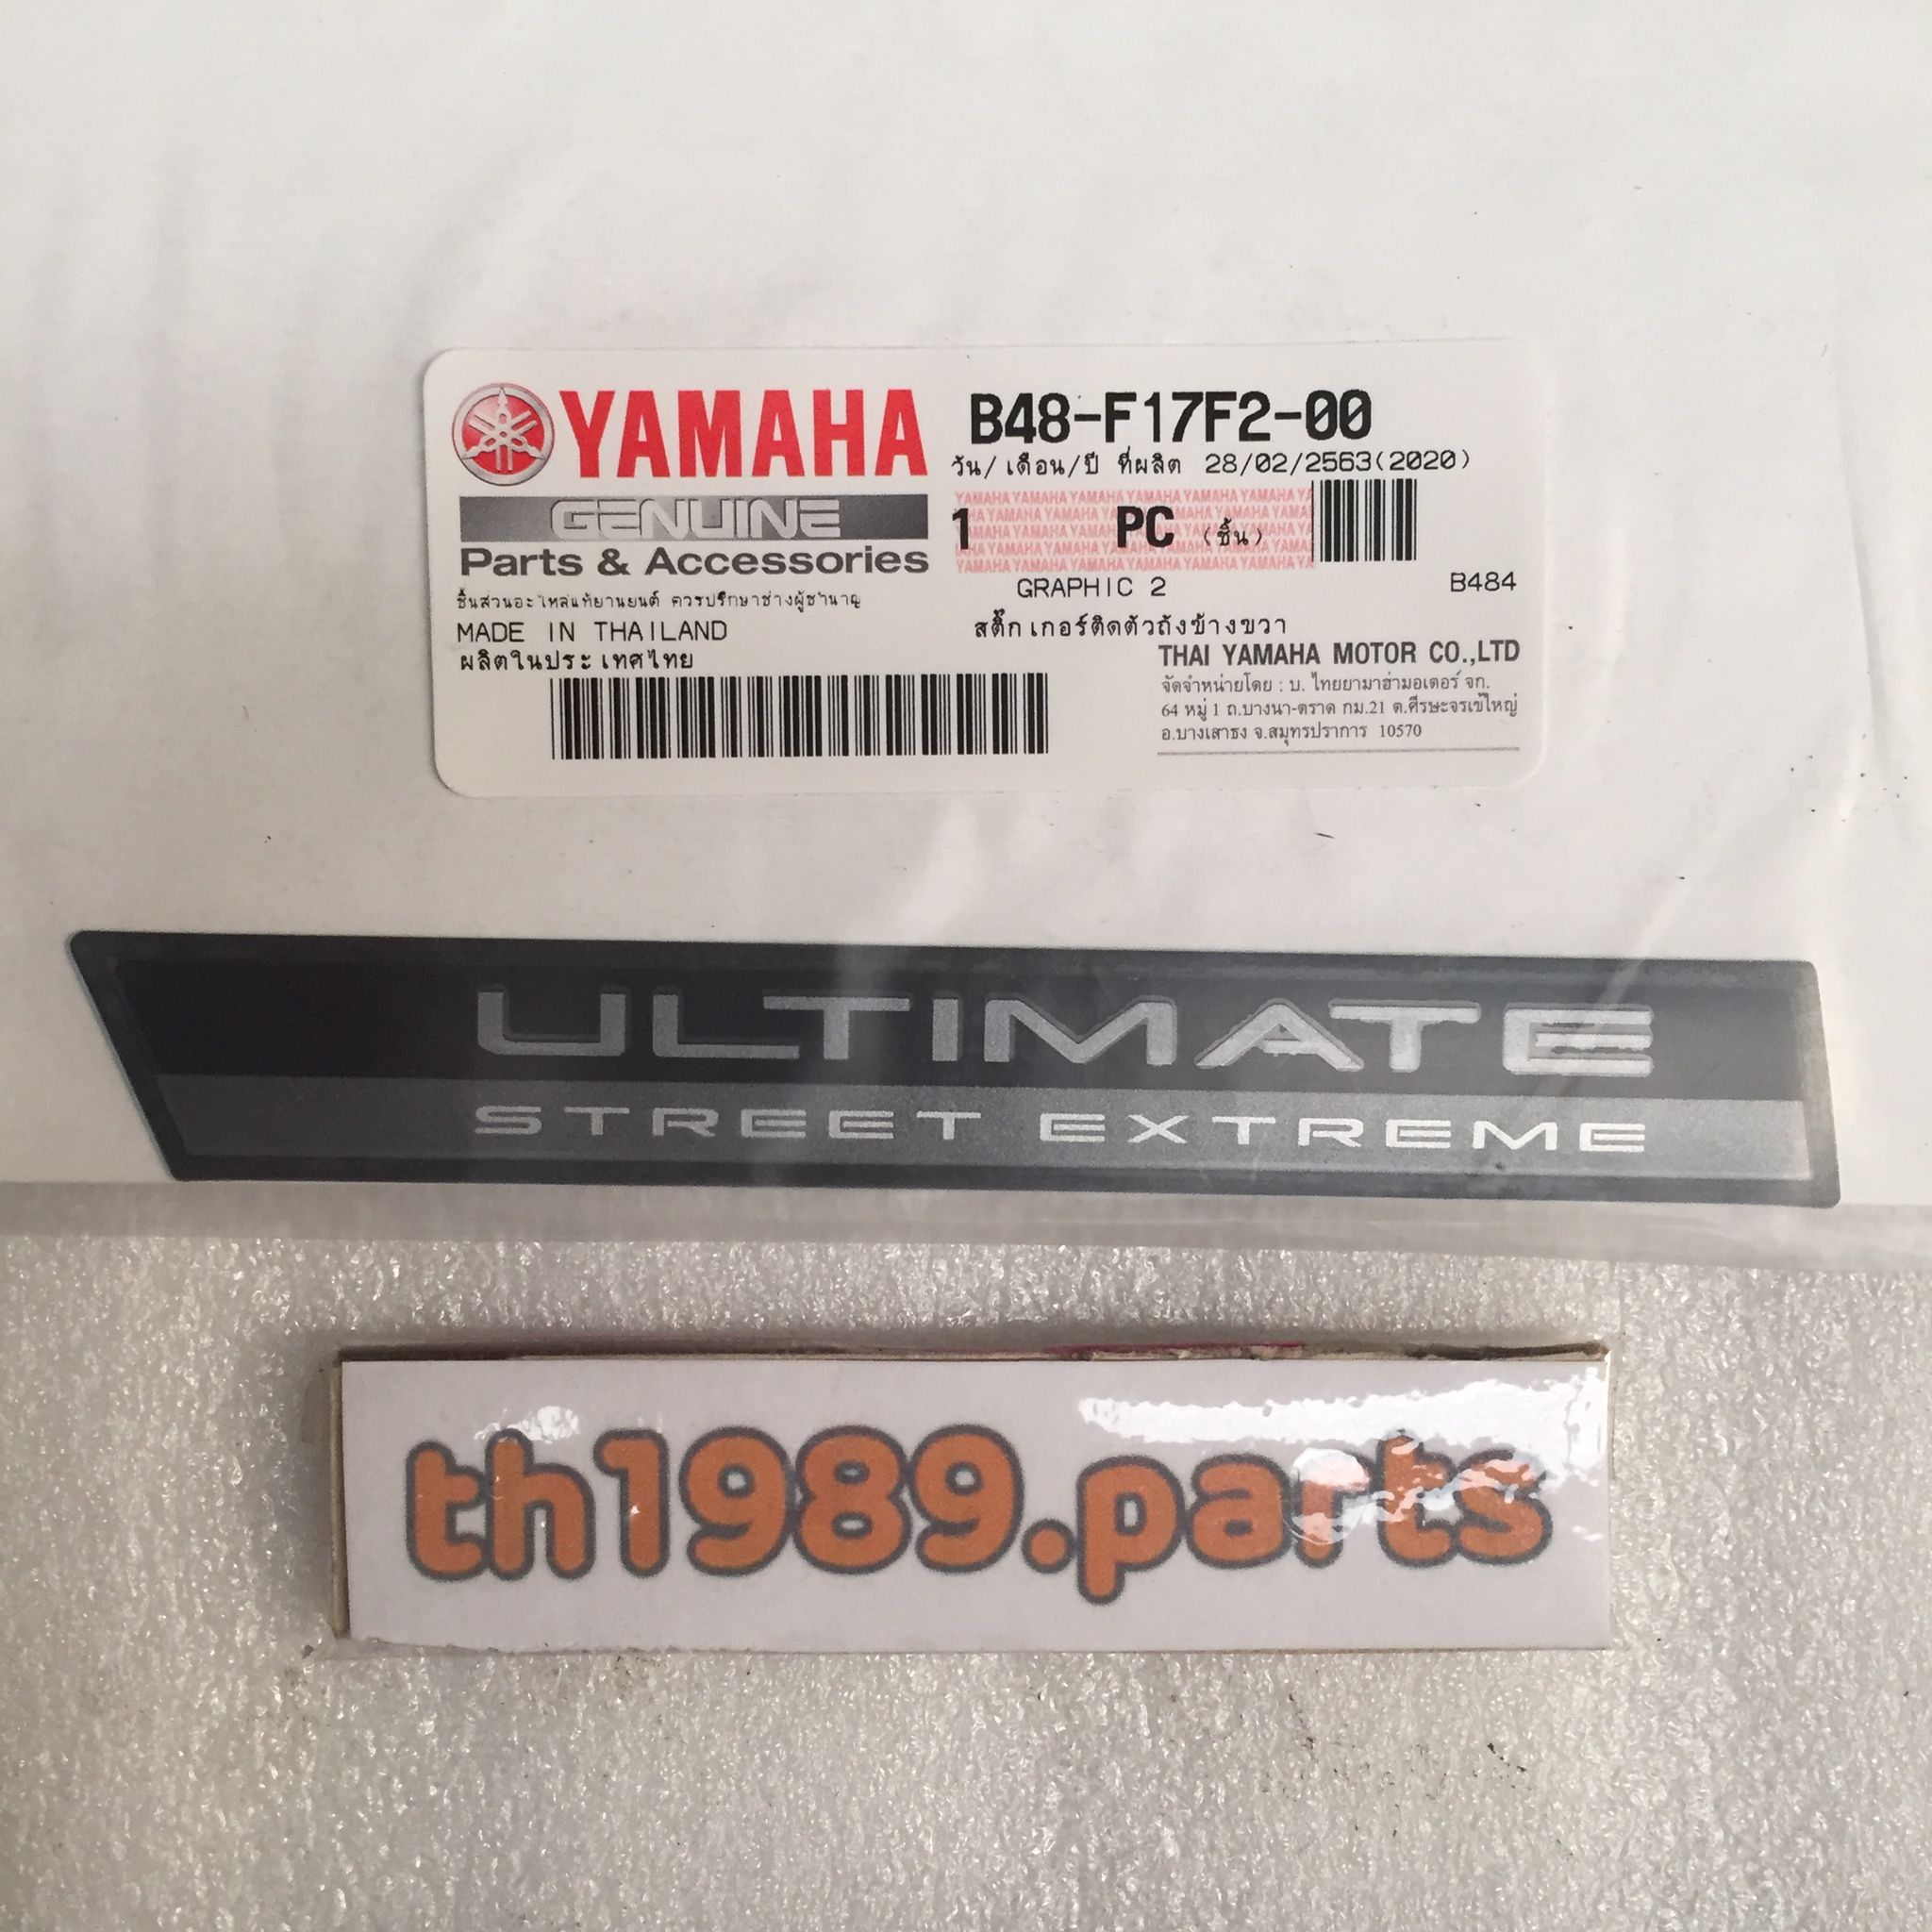 YAMAHA
GENUINE
Parts & Accessories
ชิ้นส่วนอะไหล่แท้ยานยนต์ ควรปรึกษาช่างผู้ชำนาญ
MADE IN THAILAND
ผลิตในประเทศไทย
B48-F17F2-00
วัน/เดือน/ปี ที่ผลิต 28/02/2563(2020)
1 PC (ชิ้น)
GRAPHIC 2 B484
สติ๊กเกอร์ติดตัวถังข้างขวา
THAI YAMAHA MOTOR CO.,LTD
จัดจำหน่ายโดย : บ. ไทยยามาฮ่ามอเตอร์ จก.
64 หมู่ 1 ถ.บางนา-ตราด กม.21 ต.ศีรษะจรเข้ใหญ่
อ.บางเสาธง จ.สมุทรปราการ 10570
ULTIMATE
STREET EXTREME
th1989.parts